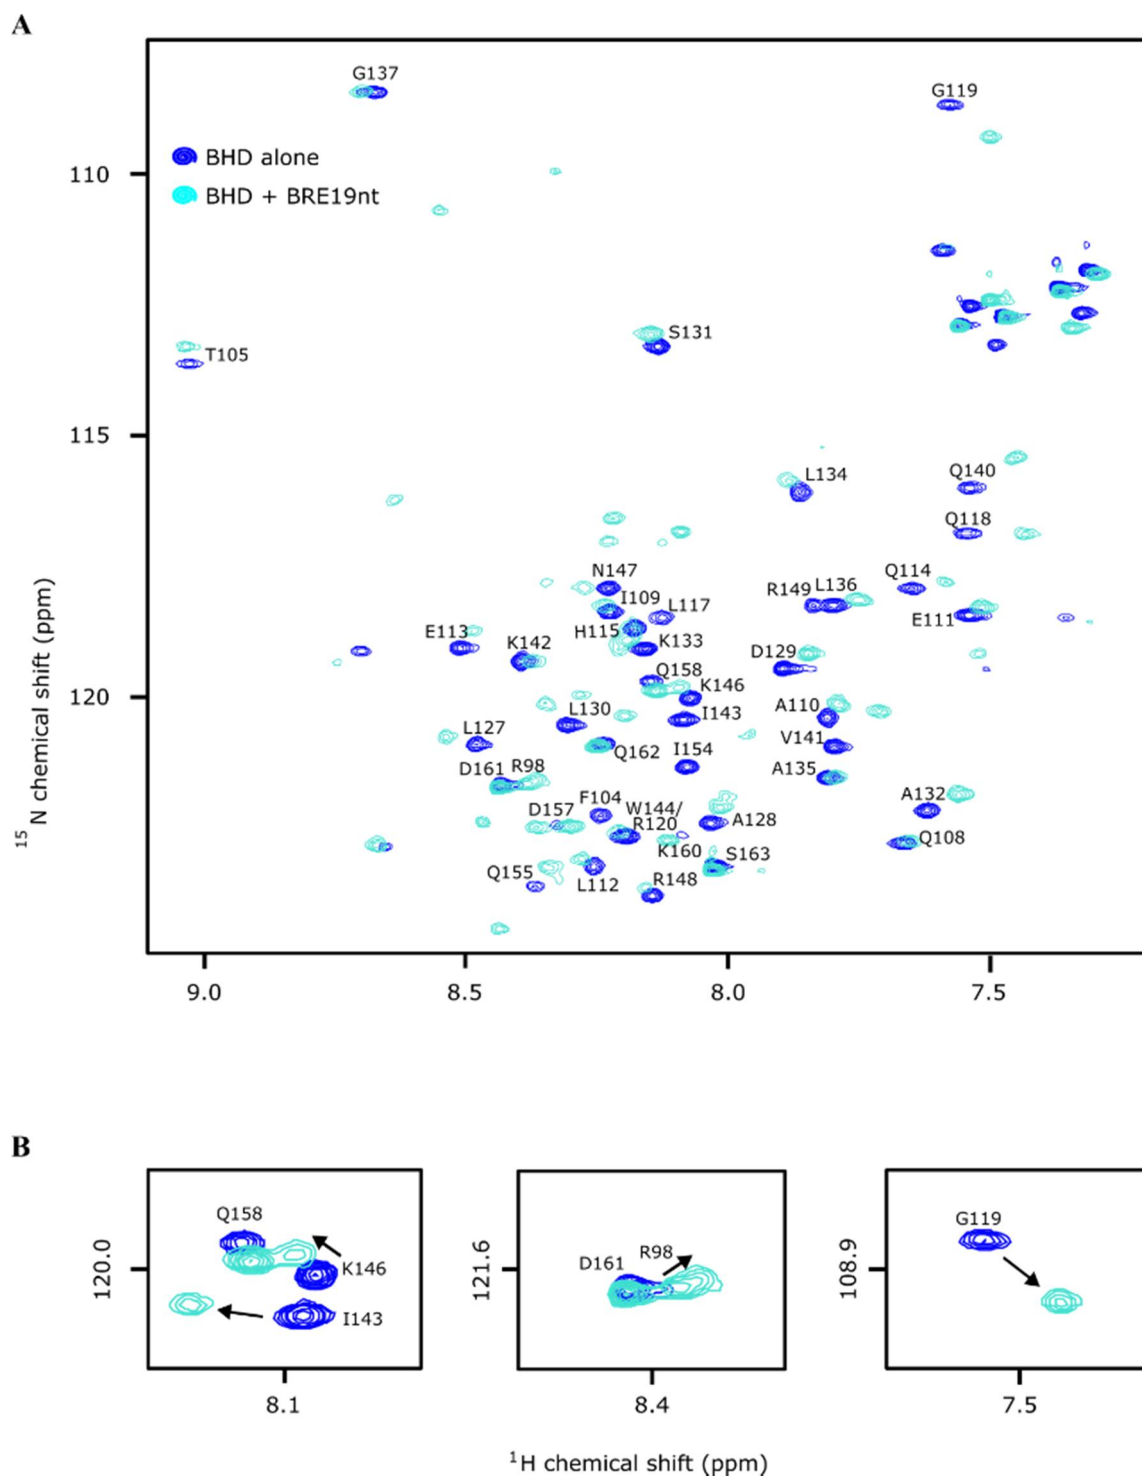 A
G137
G119
BHD alone
BHD + BRE19nt
110
S131
T105
115
L134
Q140
Q118
N147
Q114
R149 L136
I109
L117
E111
E113
H115
K133
K142
D129
Q158
120
K146
A110
L130
I143
L127
V141
Q162
I154
D161 R98
A135
F104
W144/
A132
D157
R120
A128
Q108
K160
S163
Q155
L112
R148
15 N chemical shift (ppm)
9.0
8.5
8.0
7.5
B
Q158
G119
R98
D161
K146
120.0
121.6
108.9
I143
8.1
8.4
7.5
1H chemical shift (ppm)